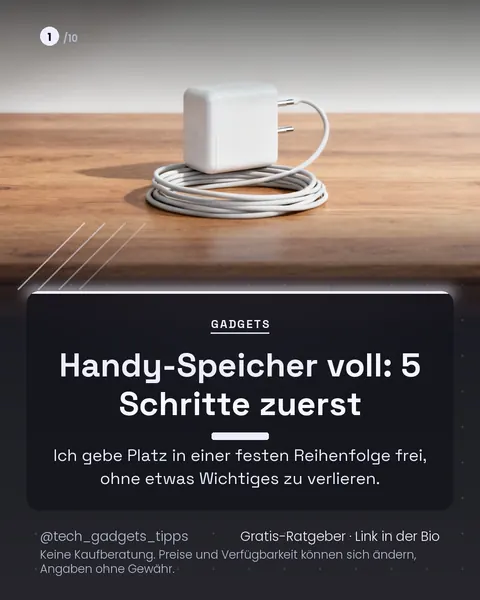 1 /10
GADGETS
Handy-Speicher voll: 5
Schritte zuerst
Ich gebe Platz in einer festen Reihenfolge frei,
ohne etwas Wichtiges zu verlieren.
@tech_gadgets_tipps Gratis-Ratgeber · Link in der Bio
Keine Kaufberatung. Preise und Verfügbarkeit können sich ändern,
Angaben ohne Gewähr.